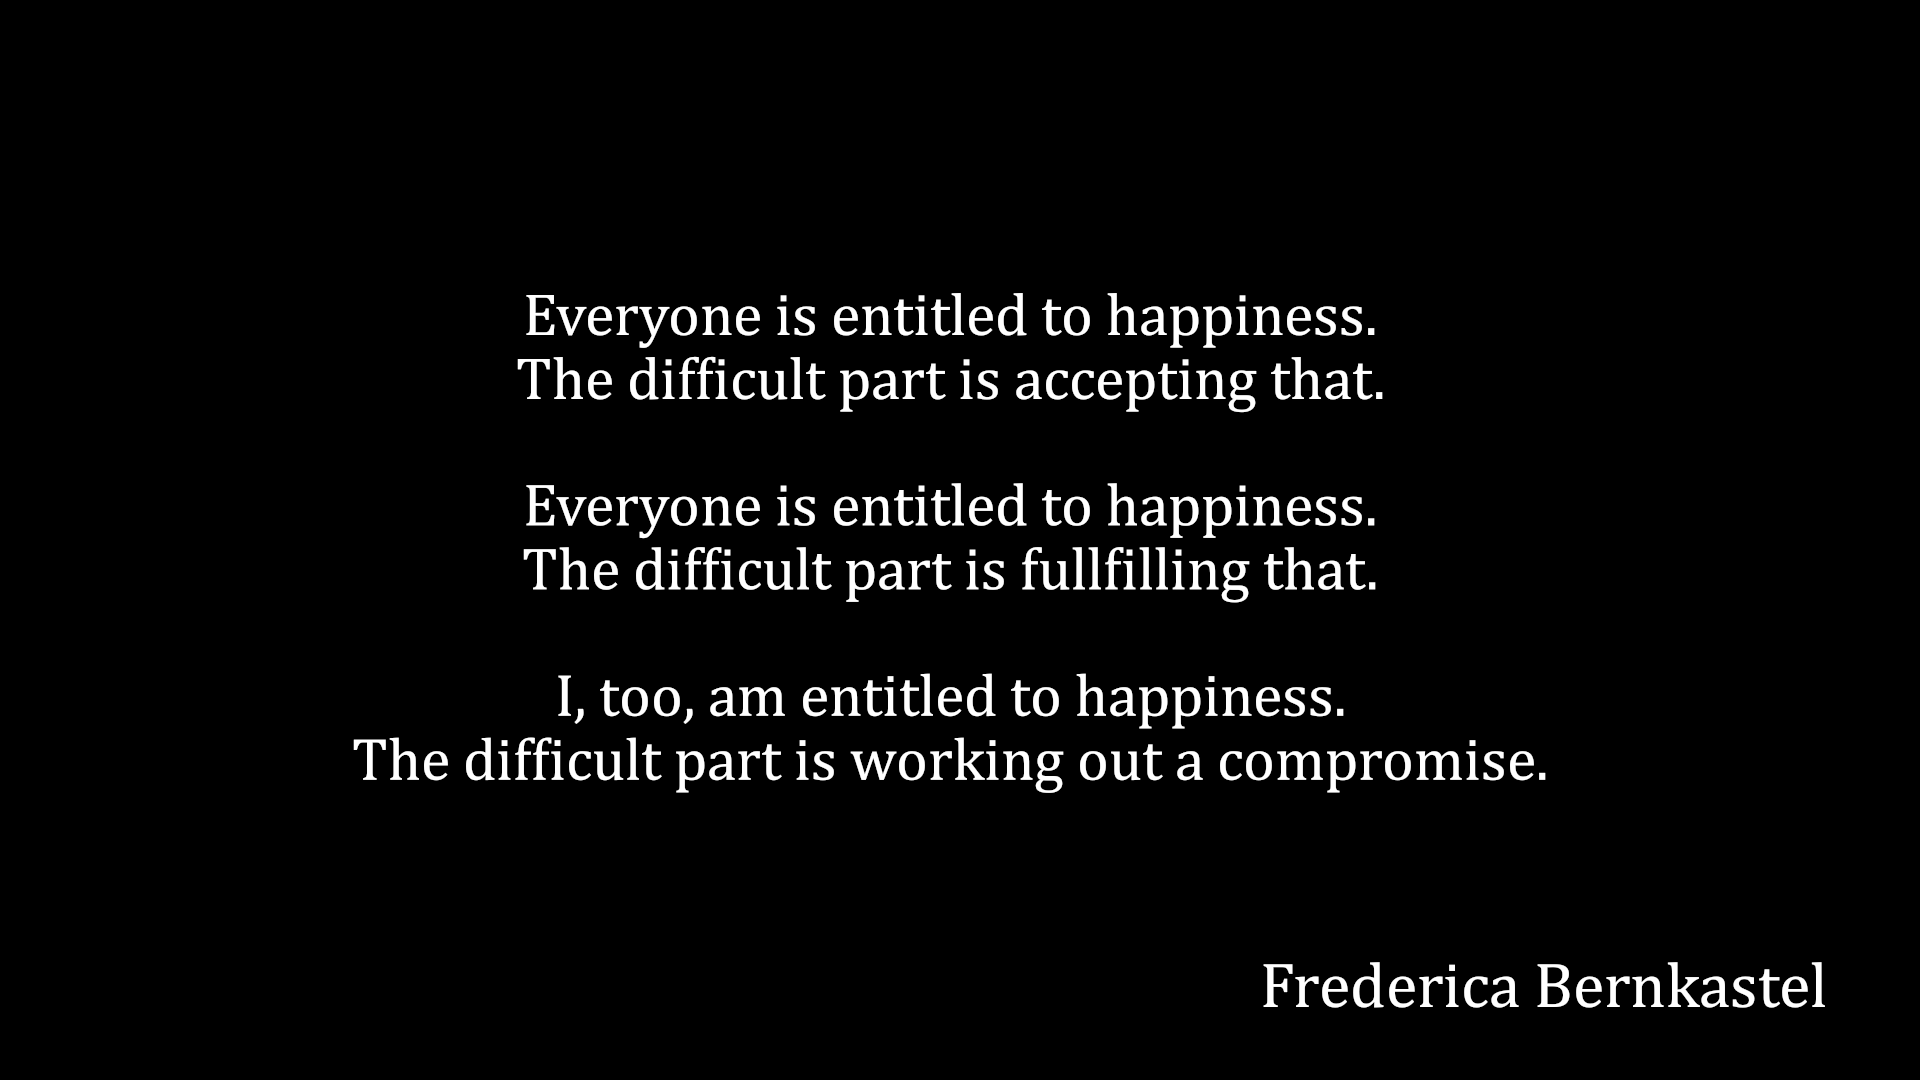 Everyone is entitled to happiness.
The difficult part is accepting that.
Everyone is entitled to happiness.
The difficult part is fullfilling that.
I, too, am entitled to happiness.
The difficult part is working out a compromise.
Frederica Bernkastel